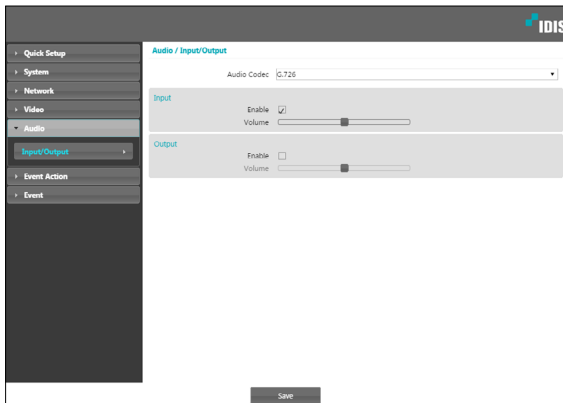 IDIS
Quick Setup
System
Network
Video
Audio
Input/Output
Event Action
Event
Audio / Input/Output
Audio Codec G.726
Input
Enable
Volume
Output
Enable
Volume
Save